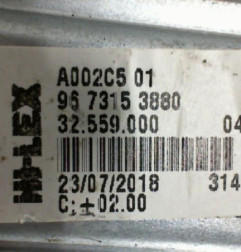 HI-LEX
A002C5 01
96 7315 3880
32.559.000 04
23/07/2018 314
C: ±02.00